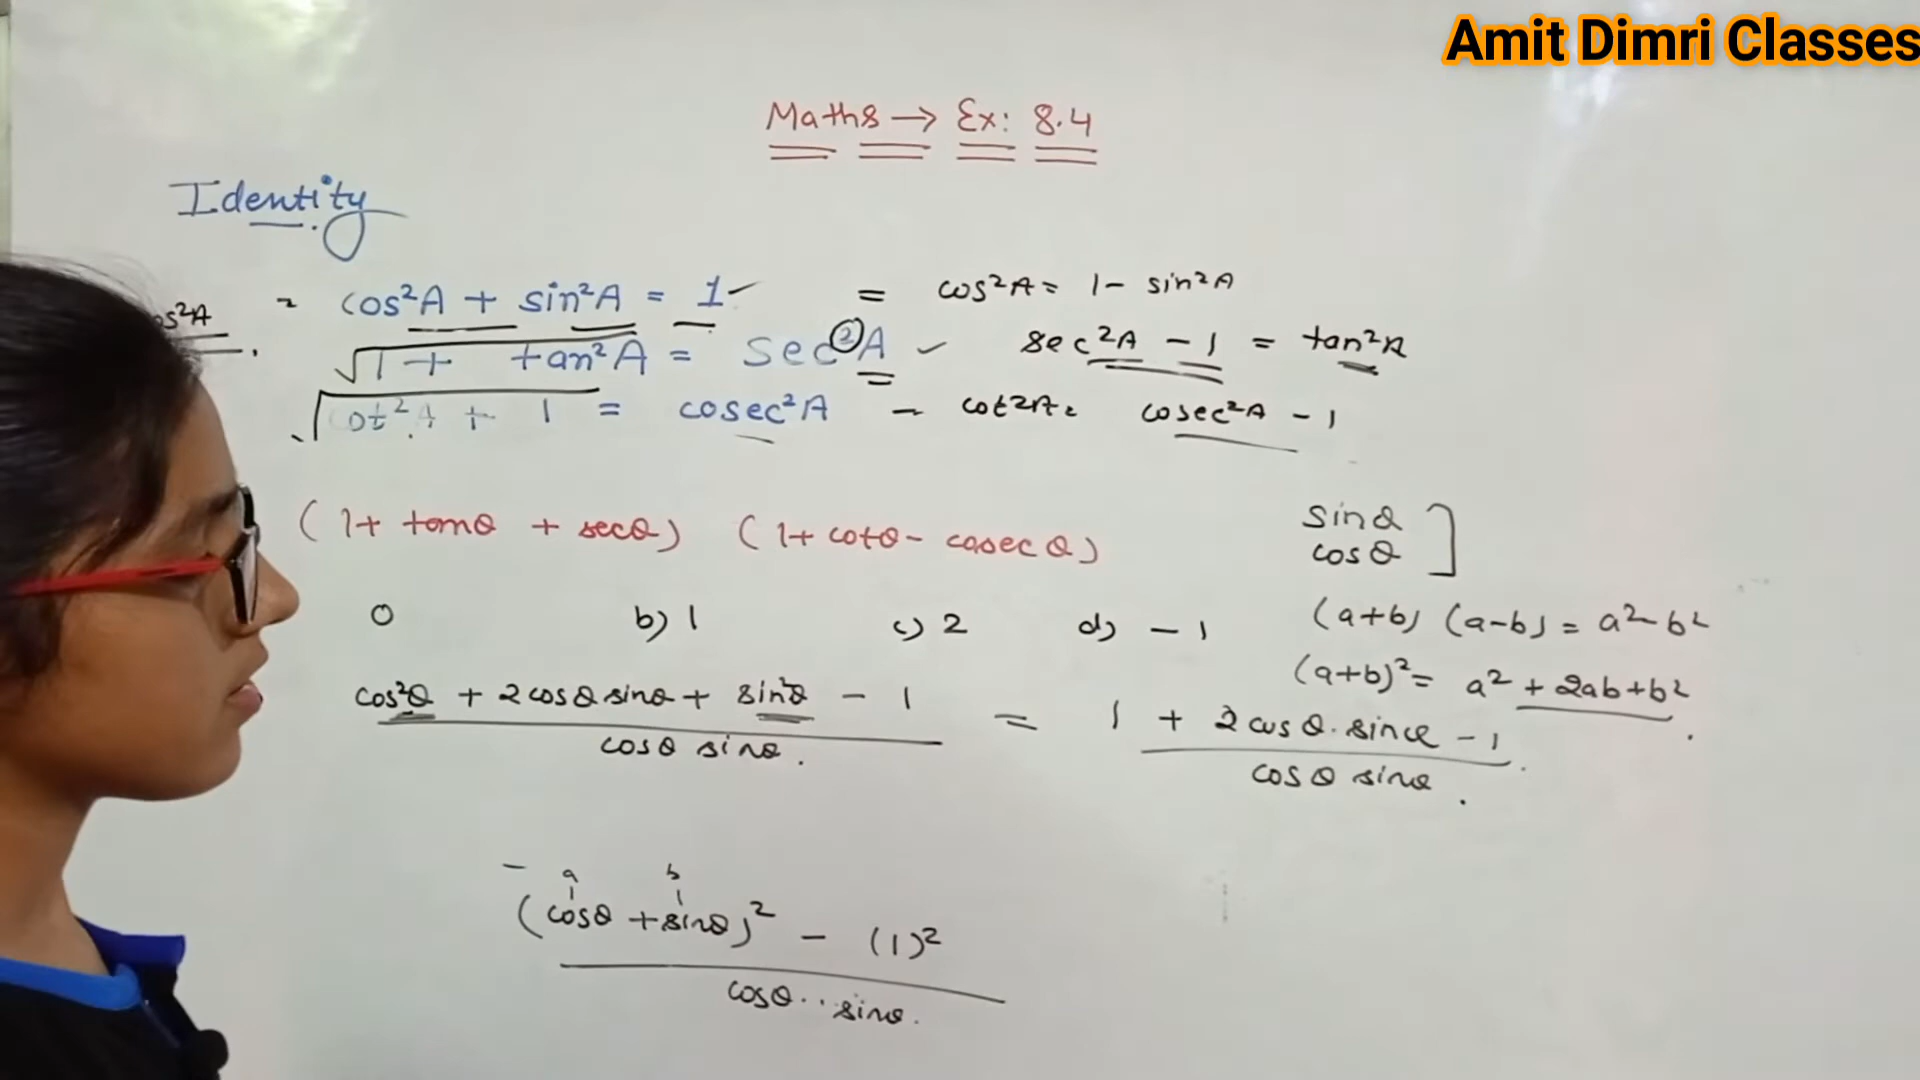 Amit Dimri Classes
Maths → Ex: 8.4
Identity
cos²A + sin²A = 1 = cos²A = 1 - sin²A
os²A
√1 + tan²A = sec²A sec²A - 1 = tan²A
√cot²A + 1 = cosec²A - cot²A = cosec²A - 1
(1 + tanθ + secθ) (1 + cotθ - cosecθ)
sinθ
cosθ ]
0 b) 1 c) 2 d) -1
(a+b) (a-b) = a² - b²
(a+b)² = a² + 2ab + b²
cos²θ + 2cosθ sinθ + sin²θ - 1 = 1 + 2cosθ.sinθ - 1
cosθ sinθ. cosθ sinθ.
a b
(cosθ + sinθ)² - (1)²
cosθ..sinθ.